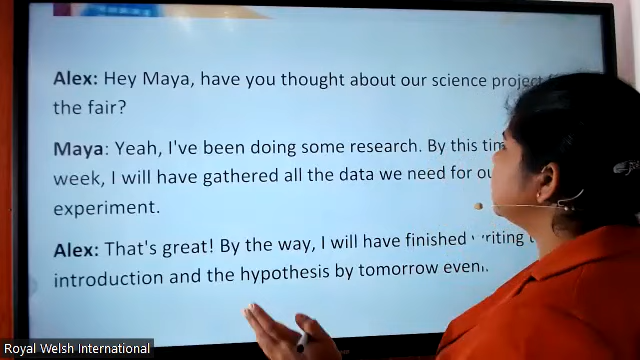 Alex: Hey Maya, have you thought about our science project
the fair?
Maya: Yeah, I've been doing some research. By this
week, I will have gathered all the data we need for
experiment.
Alex: That's great! By the way, I will have finished writing
introduction and the hypothesis by tomorrow
Royal Welsh International